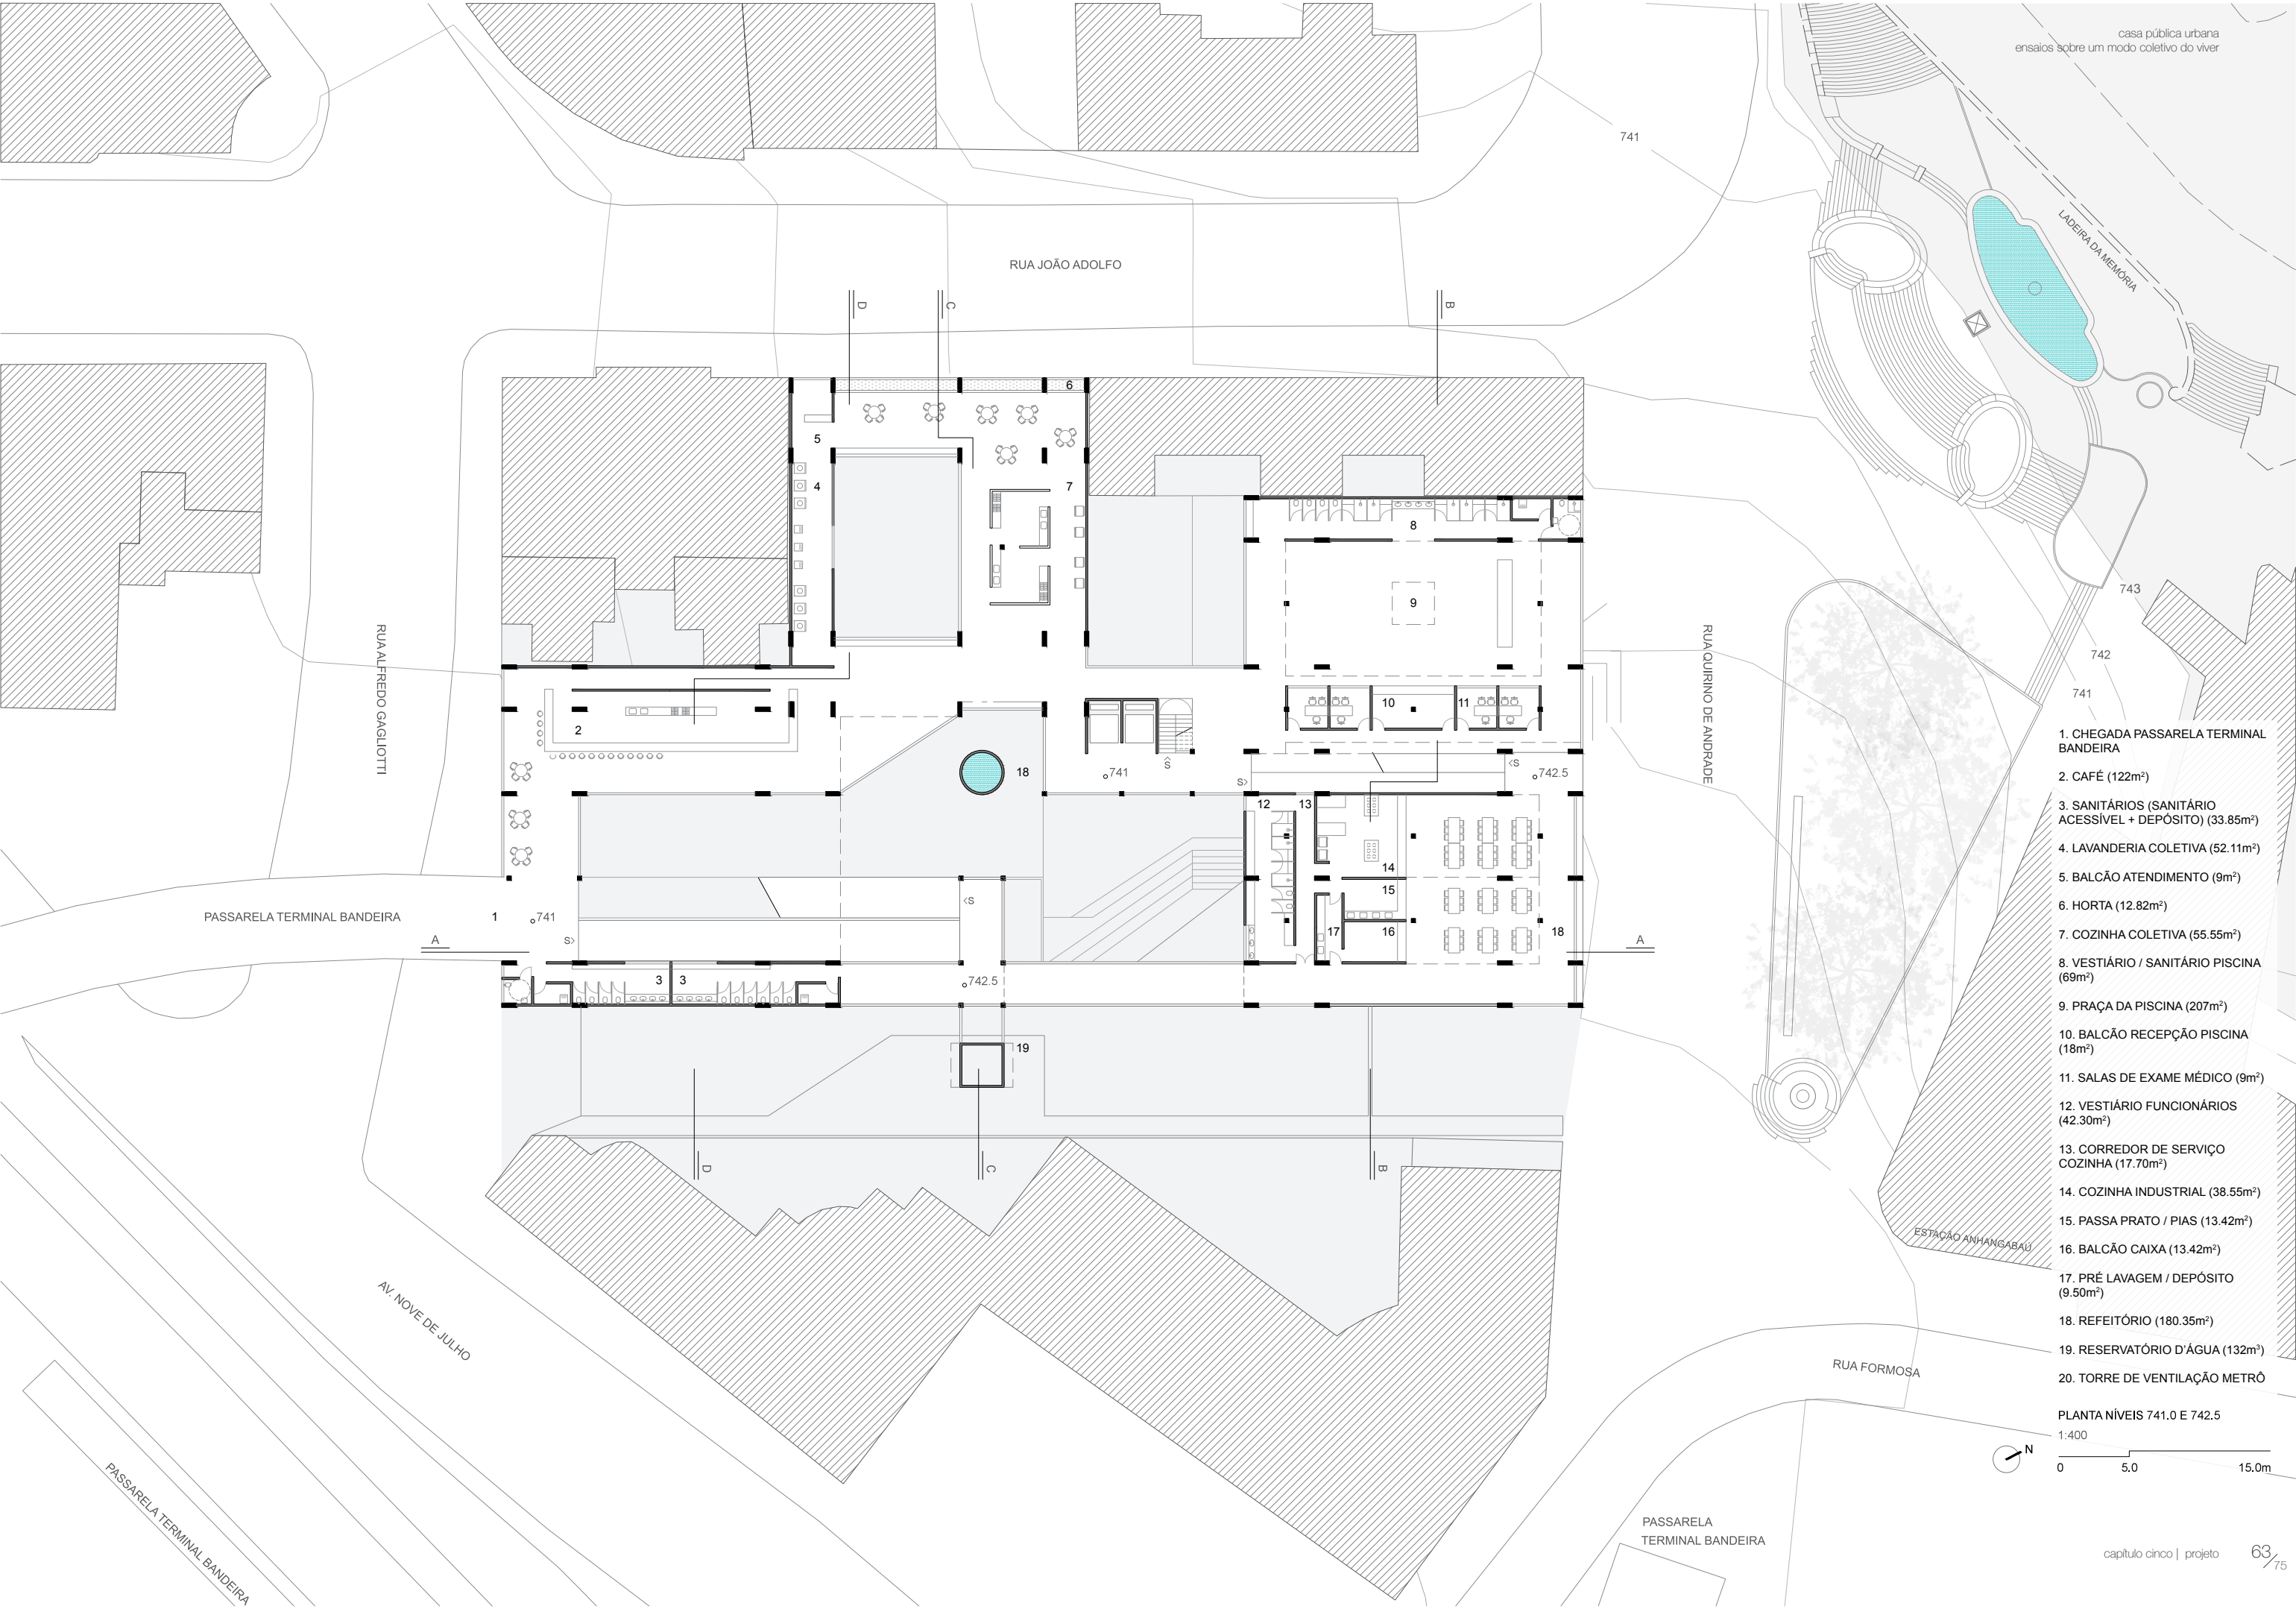 casa pública urbana
ensaios sobre um modo coletivo do viver
741
LADEIRA DA MEMÓRIA
RUA JOÃO ADOLFO
D
C
B
6
5
4
7
8
9
RUA ALFREDO GAGLIOTTI
RUA QUIRINO DE ANDRADE
743
742
741
2
10
11
18
741
S
S>
<S
742.5
12
13
14
15
16
17
18
PASSARELA TERMINAL BANDEIRA
1
741
<S
S>
A
A
3
3
742.5
19
D
C
B
1. CHEGADA PASSARELA TERMINAL
BANDEIRA
2. CAFÉ (122m²)
3. SANITÁRIOS (SANITÁRIO
ACESSÍVEL + DEPÓSITO) (33.85m²)
4. LAVANDERIA COLETIVA (52.11m²)
5. BALCÃO ATENDIMENTO (9m²)
6. HORTA (12.82m²)
7. COZINHA COLETIVA (55.55m²)
8. VESTIÁRIO / SANITÁRIO PISCINA
(69m²)
9. PRAÇA DA PISCINA (207m²)
10. BALCÃO RECEPÇÃO PISCINA
(18m²)
11. SALAS DE EXAME MÉDICO (9m²)
12. VESTIÁRIO FUNCIONÁRIOS
(42.30m²)
13. CORREDOR DE SERVIÇO
COZINHA (17.70m²)
14. COZINHA INDUSTRIAL (38.55m²)
15. PASSA PRATO / PIAS (13.42m²)
16. BALCÃO CAIXA (13.42m²)
17. PRÉ LAVAGEM / DEPÓSITO
(9.50m²)
18. REFEITÓRIO (180.35m²)
19. RESERVATÓRIO D'ÁGUA (132m³)
20. TORRE DE VENTILAÇÃO METRÔ
PLANTA NÍVEIS 741.0 E 742.5
1:400
N
0 5.0 15.0m
ESTAÇÃO ANHANGABAÚ
AV. NOVE DE JULHO
RUA FORMOSA
PASSARELA TERMINAL BANDEIRA
PASSARELA
TERMINAL BANDEIRA
capítulo cinco | projeto 63/75